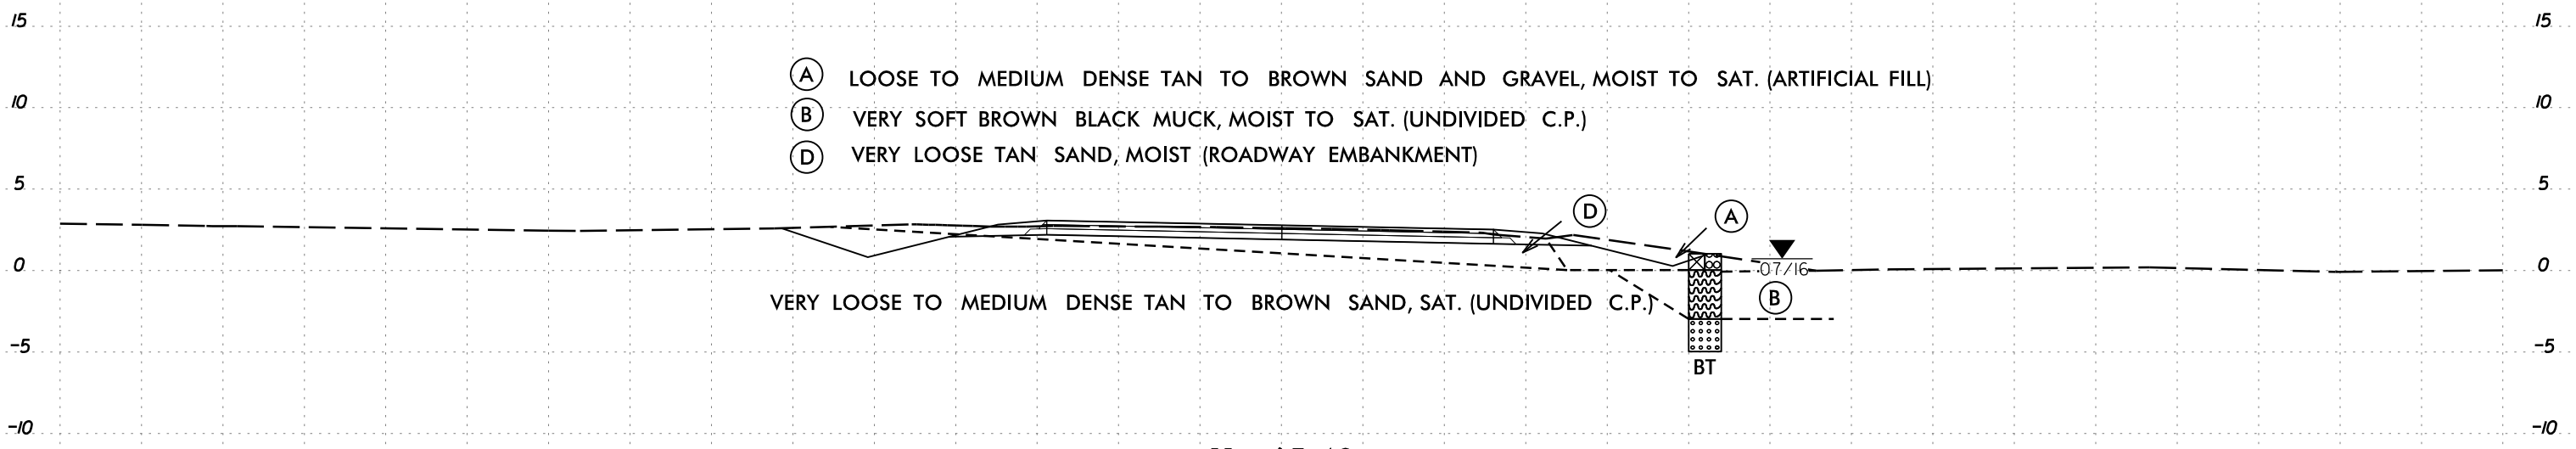 15 15
A LOOSE TO MEDIUM DENSE TAN TO BROWN SAND AND GRAVEL, MOIST TO SAT. (ARTIFICIAL FILL)
10 10
B VERY SOFT BROWN BLACK MUCK, MOIST TO SAT. (UNDIVIDED C.P.)
D VERY LOOSE TAN SAND, MOIST (ROADWAY EMBANKMENT)
5 5
D A
0 07/16 0
VERY LOOSE TO MEDIUM DENSE TAN TO BROWN SAND, SAT. (UNDIVIDED C.P.) B
-5 -5
BT
-10 -10